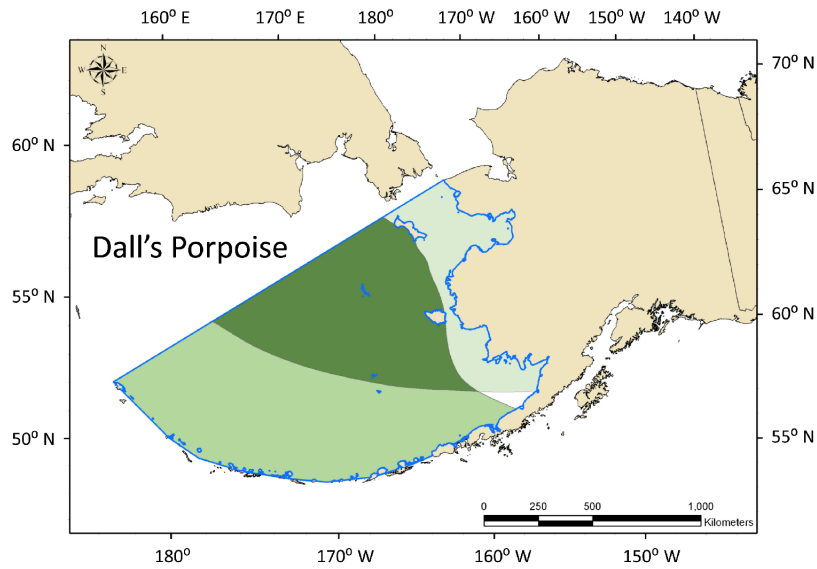 160° E 170° E 180° 170° W 160° W 150° W 140° W
N
W E
S
70° N
60° N
65° N
Dall's Porpoise
55° N
60° N
50° N
55° N
0 250 500 1,000
Kilometers
180° 170° W 160° W 150° W